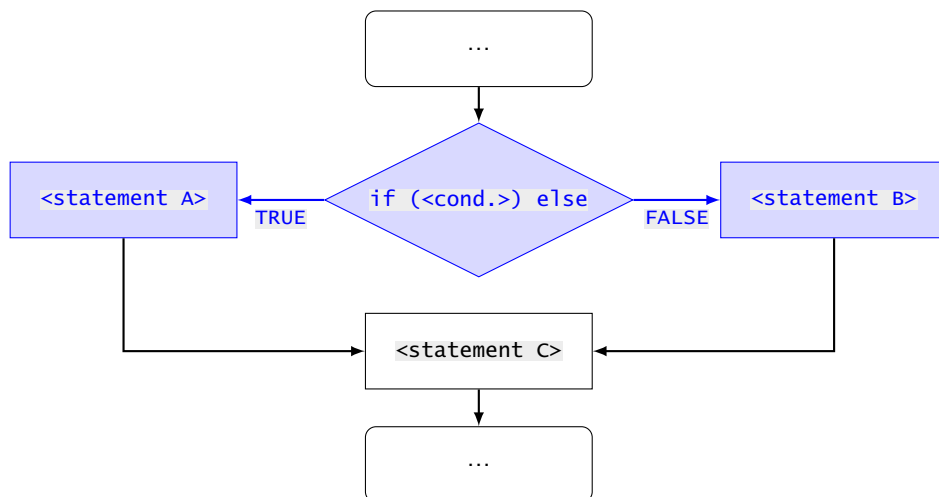 ...
<statement A>
TRUE
if (<cond.>) else
FALSE
<statement B>
<statement C>
...